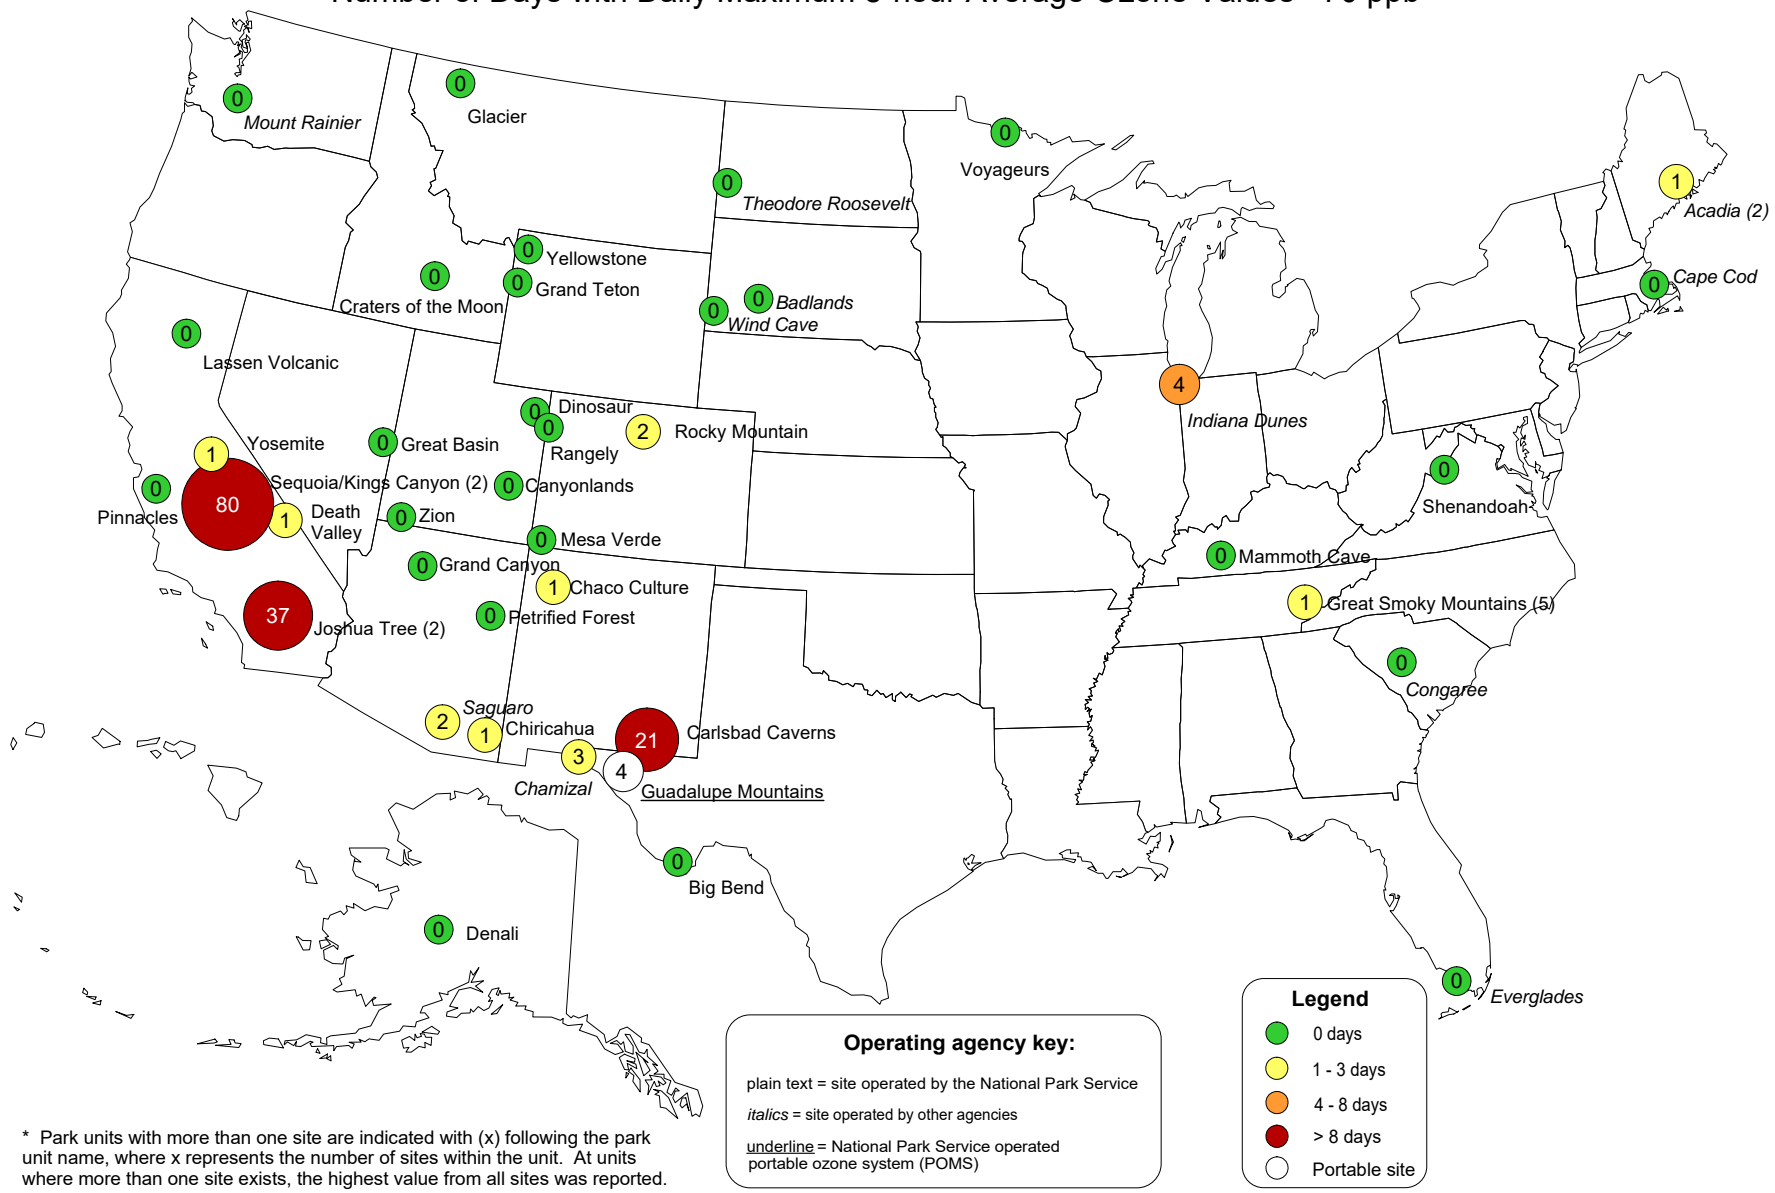 0
Mount Rainier
0
Glacier
0
Voyageurs
0
Theodore Roosevelt
1
Acadia (2)
0
Yellowstone
0
Grand Teton
0
Craters of the Moon
0
Badlands
0
Wind Cave
0
Cape Cod
0
Lassen Volcanic
4
Indiana Dunes
0
Dinosaur
0
Rangely
2
Rocky Mountain
0
Great Basin
1
Yosemite
80
Sequoia/Kings Canyon (2)
0
Pinnacles
1
Death
Valley
0
Canyonlands
0
Zion
0
Mesa Verde
0
Grand Canyon
1
Chaco Culture
0
Petrified Forest
37
Joshua Tree (2)
0
Shenandoah
0
Mammoth Cave
1
Great Smoky Mountains (5)
0
Congaree
2
Saguaro
1
Chiricahua
3
Chamizal
21
Carlsbad Caverns
4
Guadalupe Mountains
0
Big Bend
0
Denali
0
Everglades
Operating agency key:
plain text = site operated by the National Park Service
italics = site operated by other agencies
underline = National Park Service operated
portable ozone system (POMS)
Legend
0 days
1 - 3 days
4 - 8 days
> 8 days
Portable site
* Park units with more than one site are indicated with (x) following the park
unit name, where x represents the number of sites within the unit. At units
where more than one site exists, the highest value from all sites was reported.